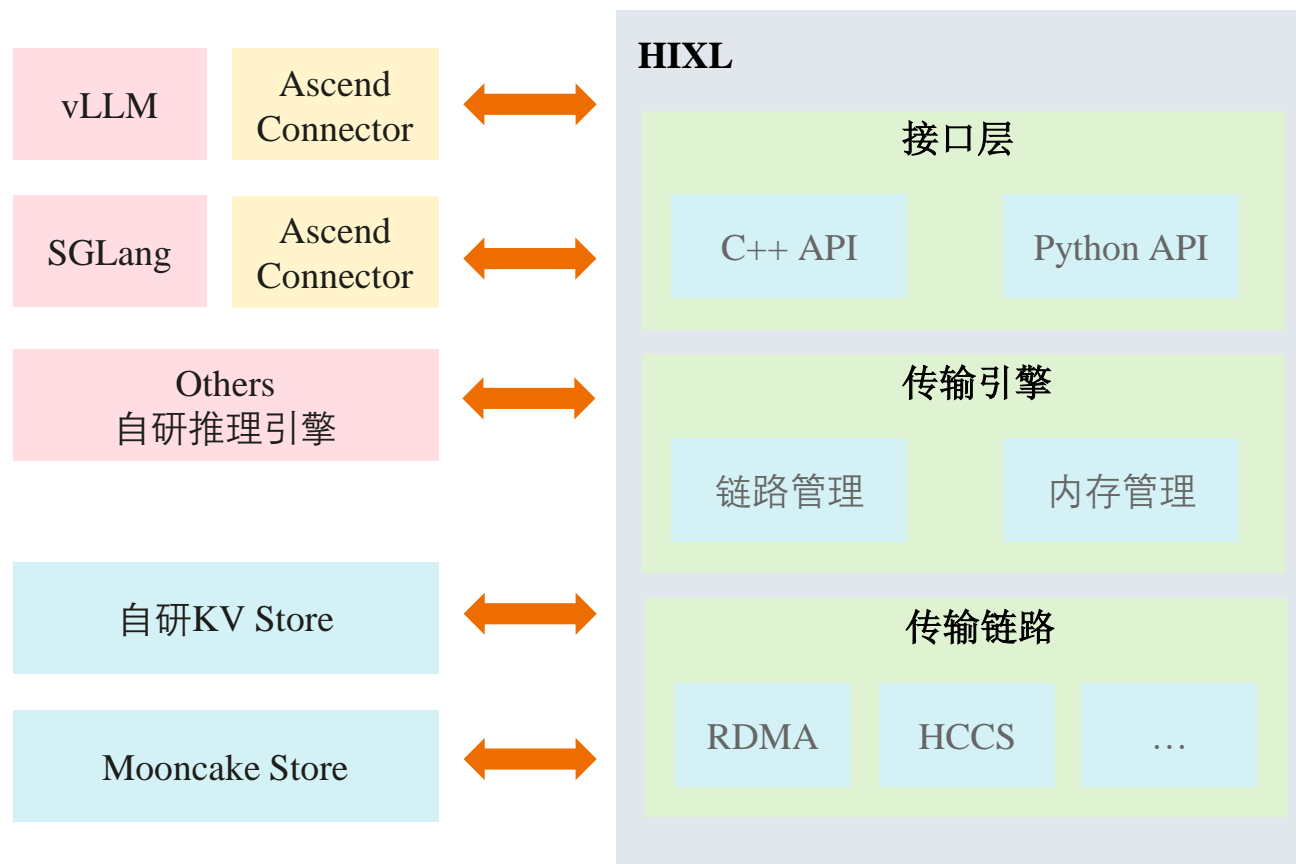 vLLM
Ascend
Connector
SGLang
Ascend
Connector
Others
自研推理引擎
自研KV Store
Mooncake Store
HIXL
接口层
C++ API
Python API
传输引擎
链路管理
内存管理
传输链路
RDMA
HCCS
…